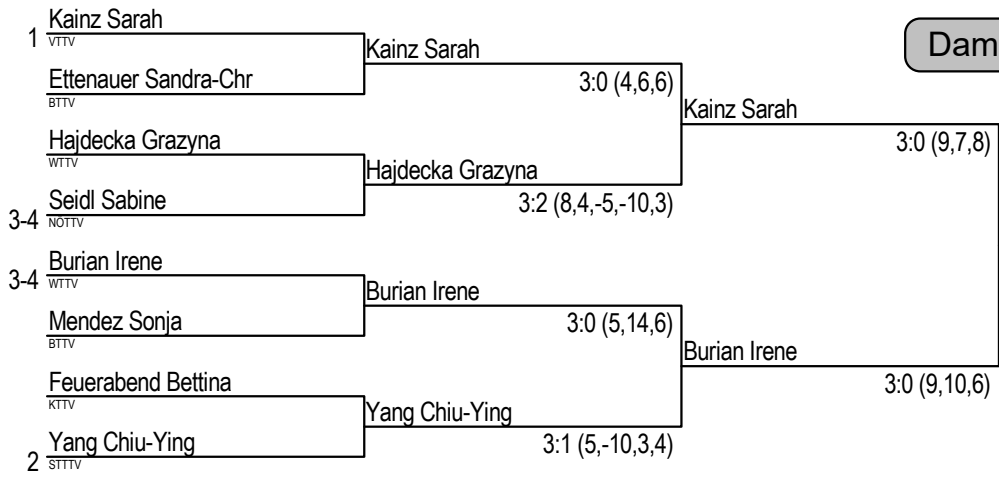 Kainz Sarah
1 VTTV
Kainz Sarah
Dam
Ettenauer Sandra-Chr
BTTV
3:0 (4,6,6)
Kainz Sarah
Hajdecka Grazyna
WTTV
3:0 (9,7,8)
Hajdecka Grazyna
Seidl Sabine
3-4 NÖTTV
3:2 (8,4,-5,-10,3)
Burian Irene
3-4 WTTV
Burian Irene
Mendez Sonja
BTTV
3:0 (5,14,6)
Burian Irene
Feuerabend Bettina
KTTV
3:0 (9,10,6)
Yang Chiu-Ying
Yang Chiu-Ying
2 STTTV
3:1 (5,-10,3,4)